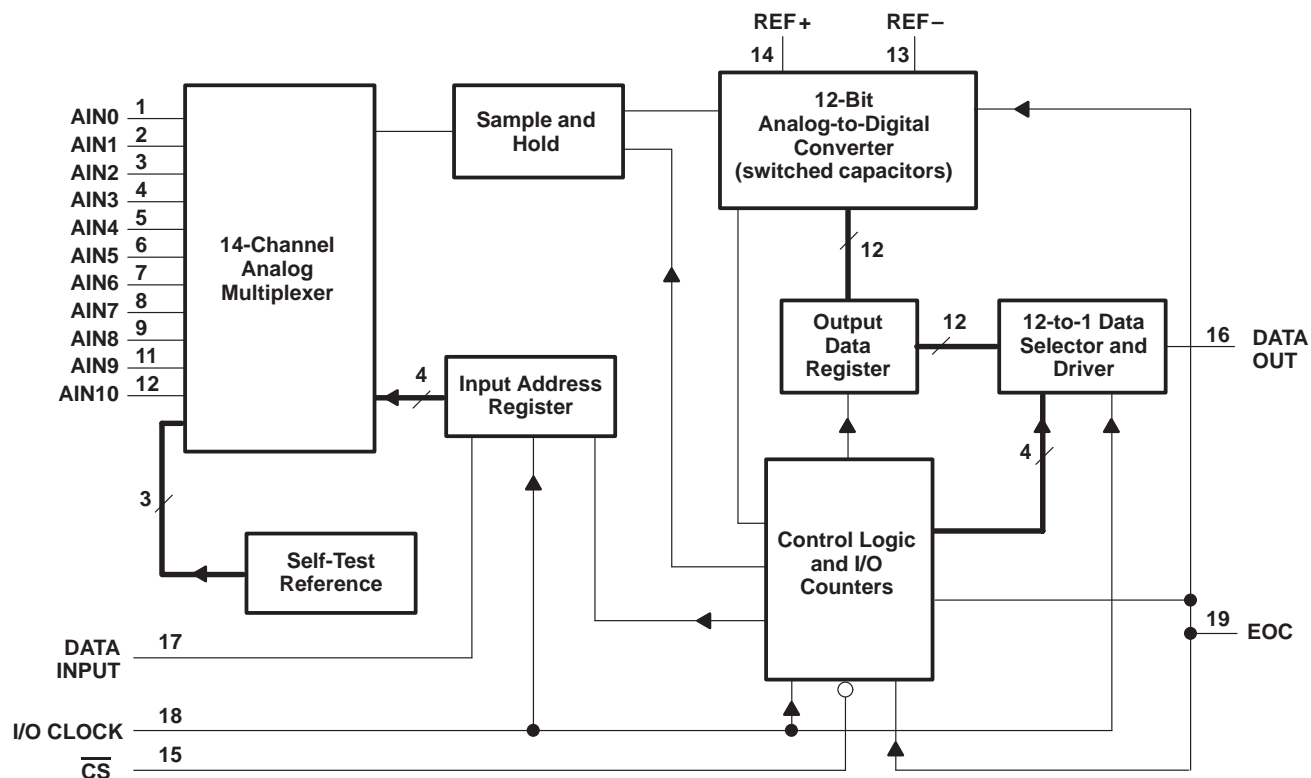 REF+
REF–
14
13
12-Bit
Analog-to-Digital
Converter
(switched capacitors)
Sample and
Hold
14-Channel
Analog
Multiplexer
AIN0 1
AIN1 2
AIN2 3
AIN3 4
AIN4 5
AIN5 6
AIN6 7
AIN7 8
AIN8 9
AIN9 11
AIN10 12
12
Output
Data
Register
12
12-to-1 Data
Selector and
Driver
16
DATA
OUT
4
Input Address
Register
4
3
Self-Test
Reference
Control Logic
and I/O
Counters
19
EOC
DATA
INPUT
17
I/O CLOCK
18
CS
15